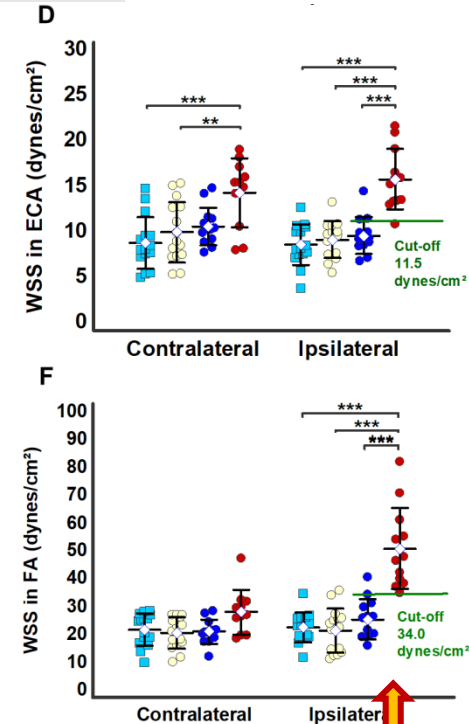 D
WSS in ECA (dynes/cm²)
30
25
20
15
10
5
0
***
**
***
***
***
Cut-off
11.5
dynes/cm²
Contralateral
Ipsilateral
F
WSS in FA (dynes/cm²)
100
90
80
70
60
50
40
30
20
10
0
***
***
***
Cut-off
34.0
dynes/cm²
Contralateral